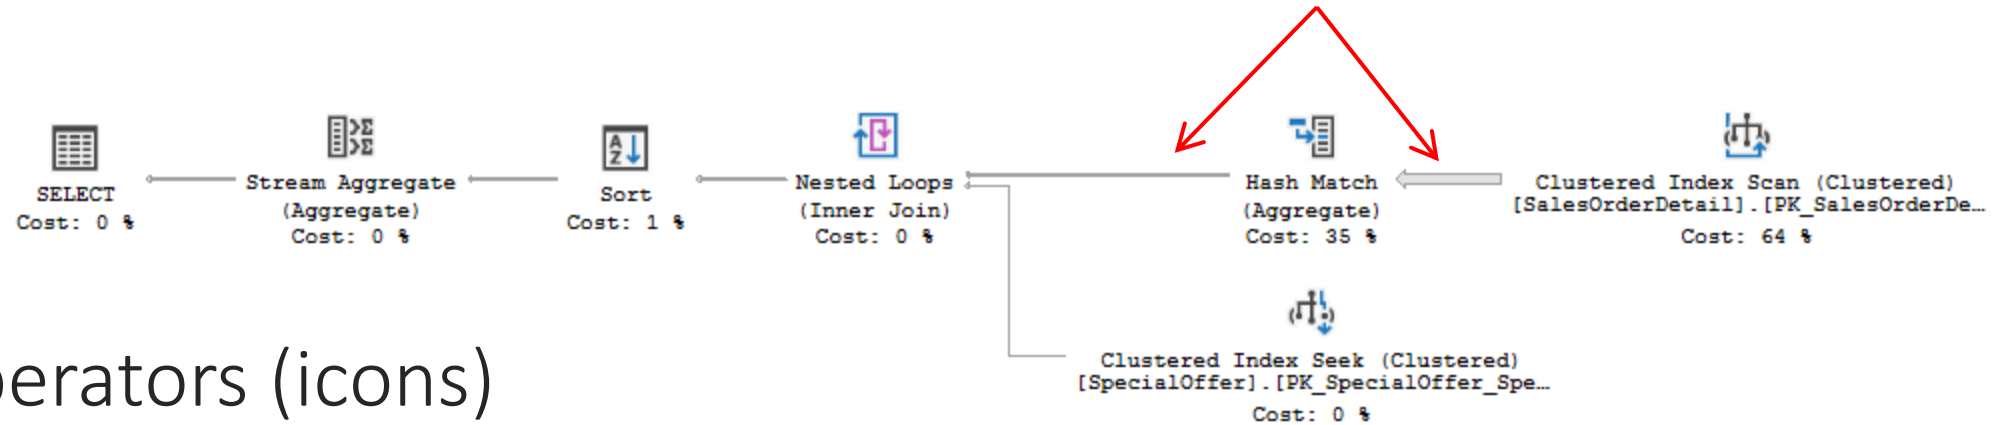 SELECT
Cost: 0 %
Stream Aggregate
(Aggregate)
Cost: 0 %
Sort
Cost: 1 %
Nested Loops
(Inner Join)
Cost: 0 %
Hash Match
(Aggregate)
Cost: 35 %
Clustered Index Scan (Clustered)
[SalesOrderDetail].[PK_SalesOrderDe…
Cost: 64 %
Clustered Index Seek (Clustered)
[SpecialOffer].[PK_SpecialOffer_Spe…
Cost: 0 %
perators (icons)